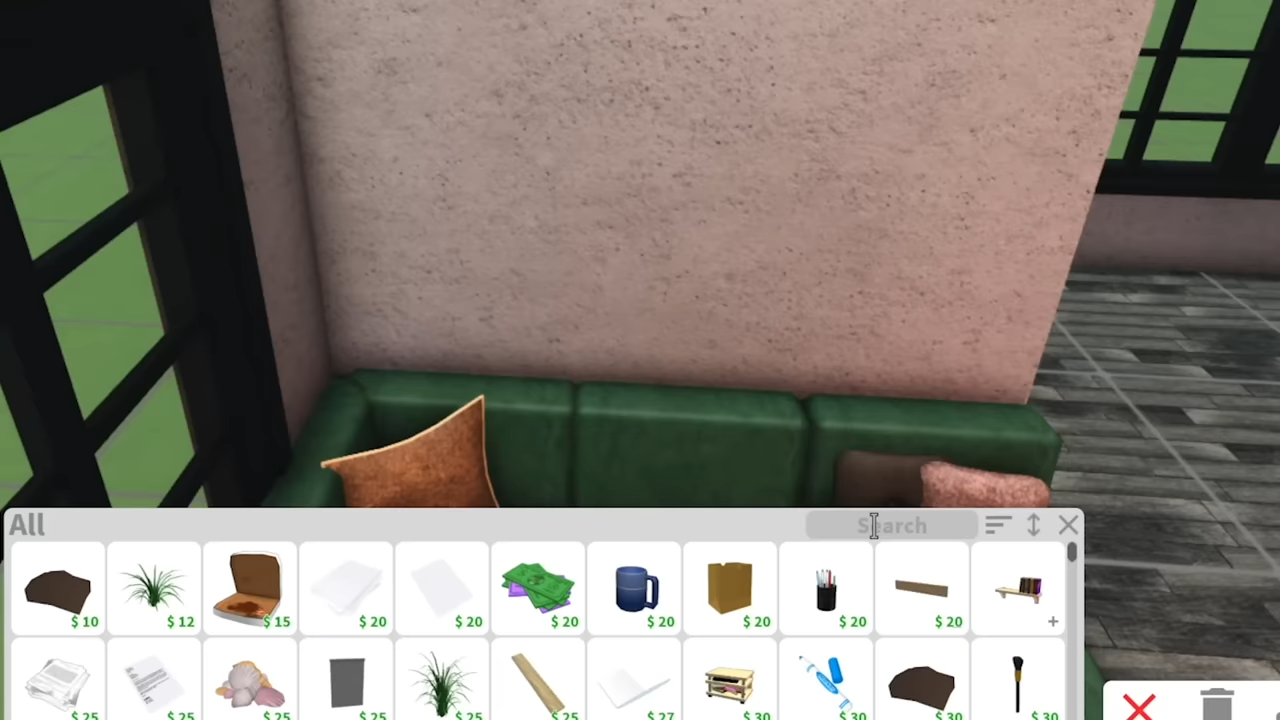 All
Search
$ 10 $ 12 $ 15 $ 20 $ 20 $ 20 $ 20 $ 20 $ 20 $ 20 +
$ 25 $ 25 $ 25 $ 25 $ 25 $ 25 $ 27 $ 30 $ 30 $ 30 $ 30